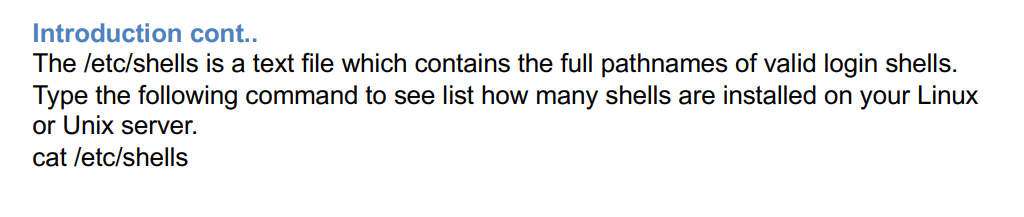 Introduction cont..
The /etc/shells is a text file which contains the full pathnames of valid login shells.
Type the following command to see list how many shells are installed on your Linux
or Unix server.
cat /etc/shells